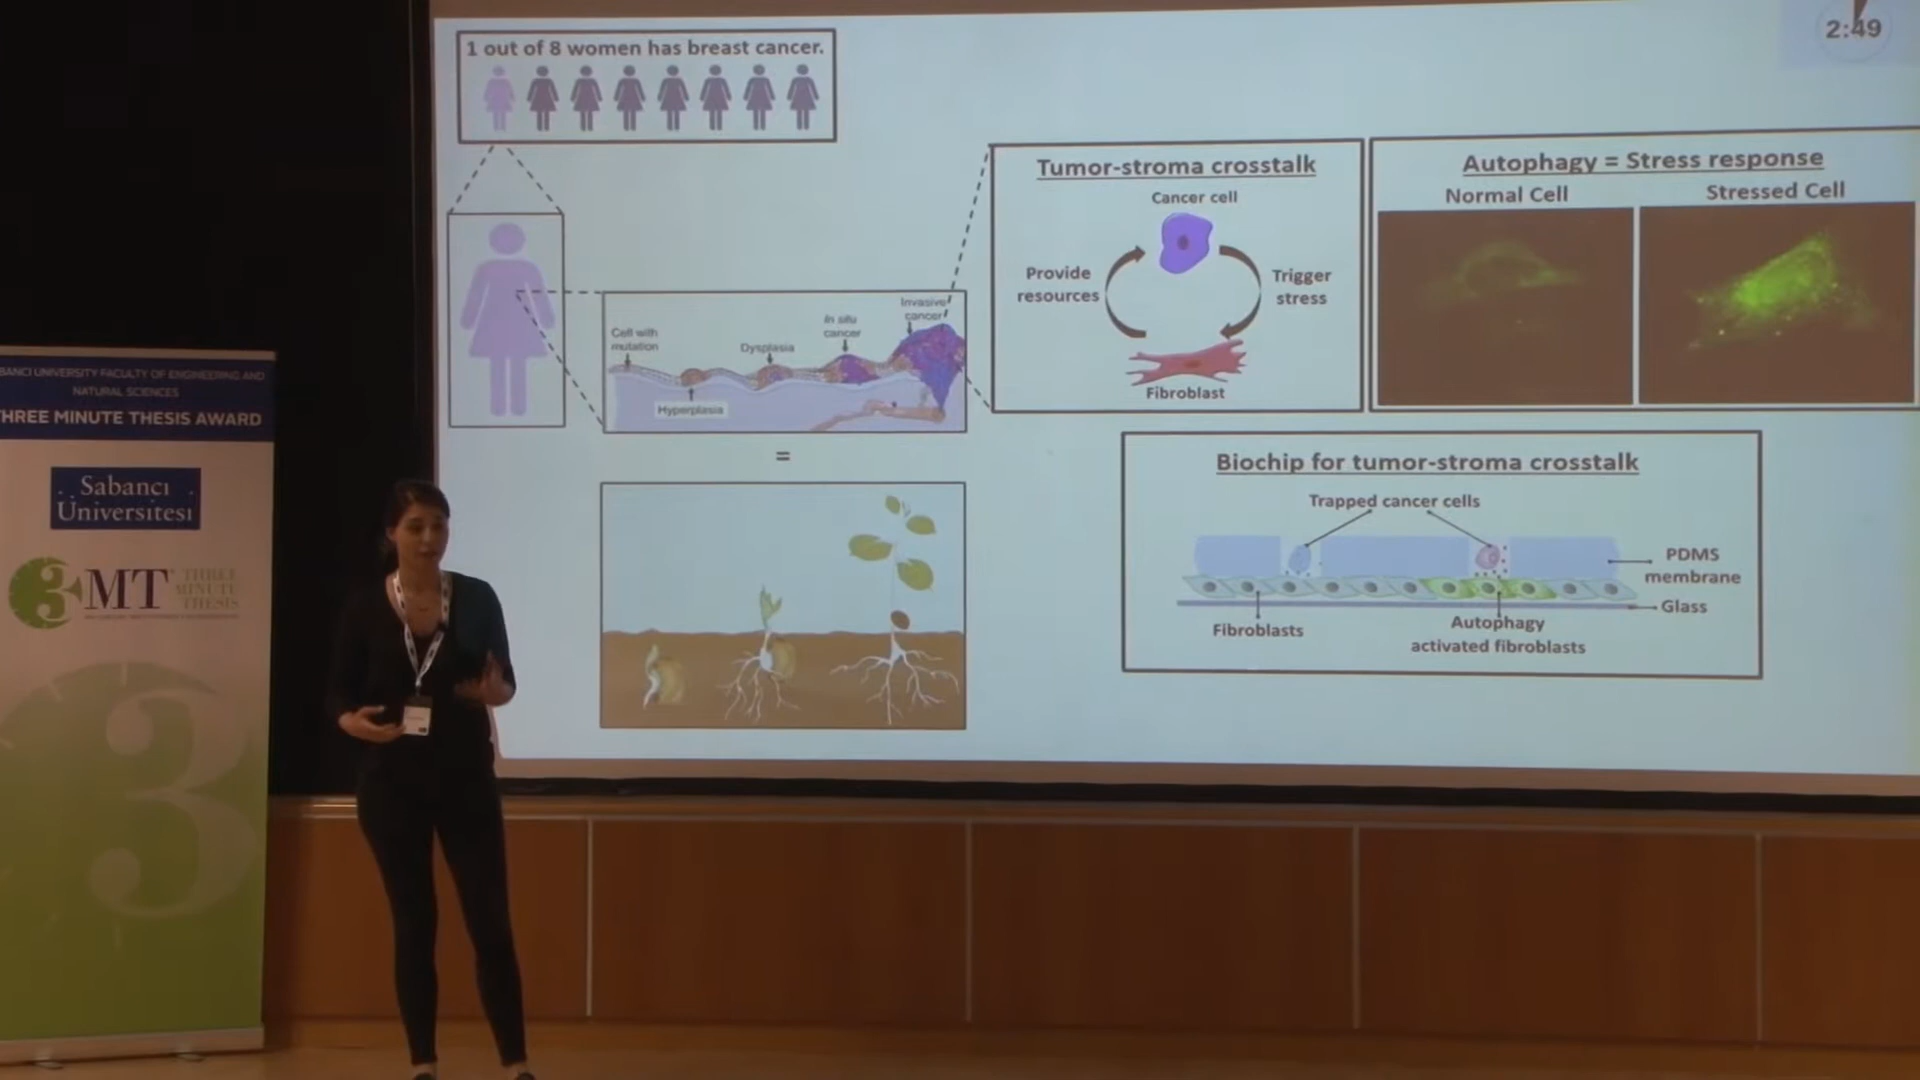 1 out of 8 women has breast cancer.
2:49
Tumor-stroma crosstalk
Cancer cell
Provide
resources
Trigger
stress
Fibroblast
Autophagy = Stress response
Normal Cell
Stressed Cell
Cell with
mutation
Hyperplasia
Dysplasia
In situ
cancer
Invasive
cancer
=
Biochip for tumor-stroma crosstalk
Trapped cancer cells
PDMS
membrane
Glass
Fibroblasts
Autophagy
activated fibroblasts
BANCI UNIVERSITY FACULTY OF ENGINEERING AND
NATURAL SCIENCES
THREE MINUTE THESIS AWARD
Sabancı
Üniversitesi
3MT
THREE
MINUTE
THESIS
3